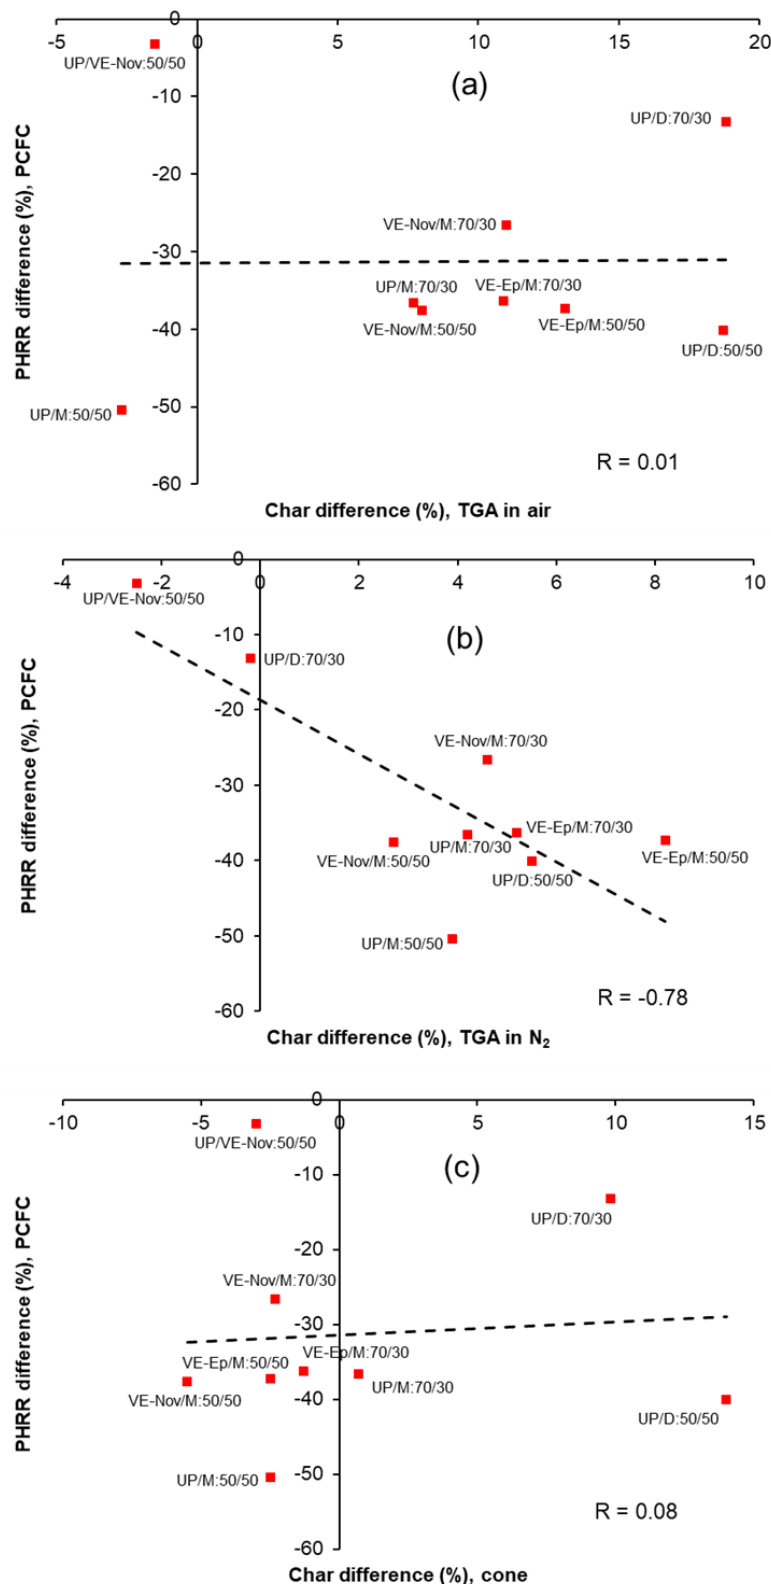 0
-5 0 5 10 15 20
UP/VE-Nov:50/50
(a)
-10
UP/D:70/30
-20
VE-Nov/M:70/30
-30
UP/M:70/30 VE-Ep/M:70/30
VE-Nov/M:50/50 VE-Ep/M:50/50
-40
UP/D:50/50
UP/M:50/50
-50
R = 0.01
-60
PHRR difference (%), PCFC
Char difference (%), TGA in air
0
-4 -2 0 2 4 6 8 10
UP/VE-Nov:50/50
(b)
-10
UP/D:70/30
-20
VE-Nov/M:70/30
-30
VE-Ep/M:70/30
UP/M:70/30
VE-Nov/M:50/50 VE-Ep/M:50/50
-40
UP/D:50/50
UP/M:50/50
-50
R = -0.78
-60
PHRR difference (%), PCFC
Char difference (%), TGA in N₂
0
-10 -5 0 5 10 15
UP/VE-Nov:50/50
(c)
-10
UP/D:70/30
-20
VE-Nov/M:70/30
-30
VE-Ep/M:50/50 VE-Ep/M:70/30
VE-Nov/M:50/50 UP/M:70/30
-40
UP/D:50/50
UP/M:50/50
-50
R = 0.08
-60
PHRR difference (%), PCFC
Char difference (%), cone